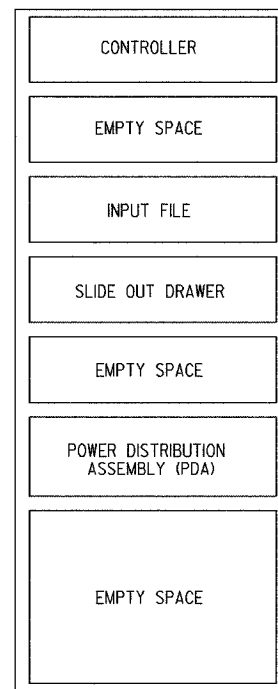 CONTROLLER
EMPTY SPACE
INPUT FILE
SLIDE OUT DRAWER
EMPTY SPACE
POWER DISTRIBUTION
ASSEMBLY (PDA)
EMPTY SPACE